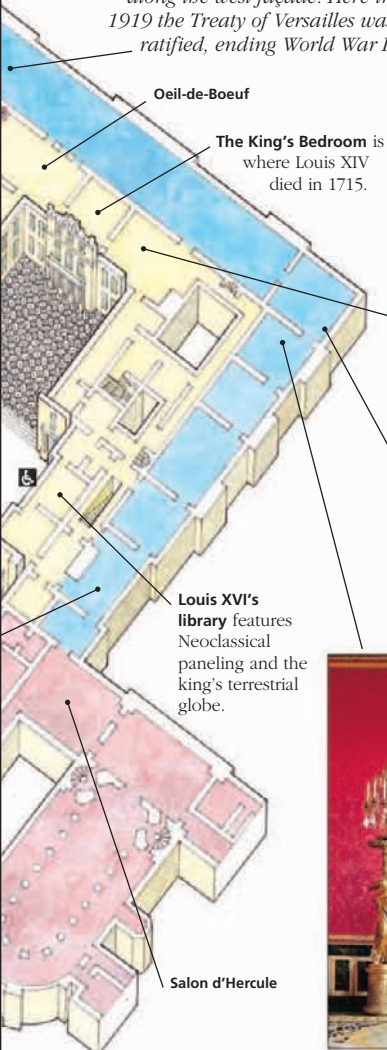 along the west façade. Here in
1919 the Treaty of Versailles was
ratified, ending World War I.
Oeil-de-Boeuf
The King's Bedroom is
where Louis XIV
died in 1715.
Louis XVI's
library features
Neoclassical
paneling and the
king's terrestrial
globe.
Salon d'Hercule